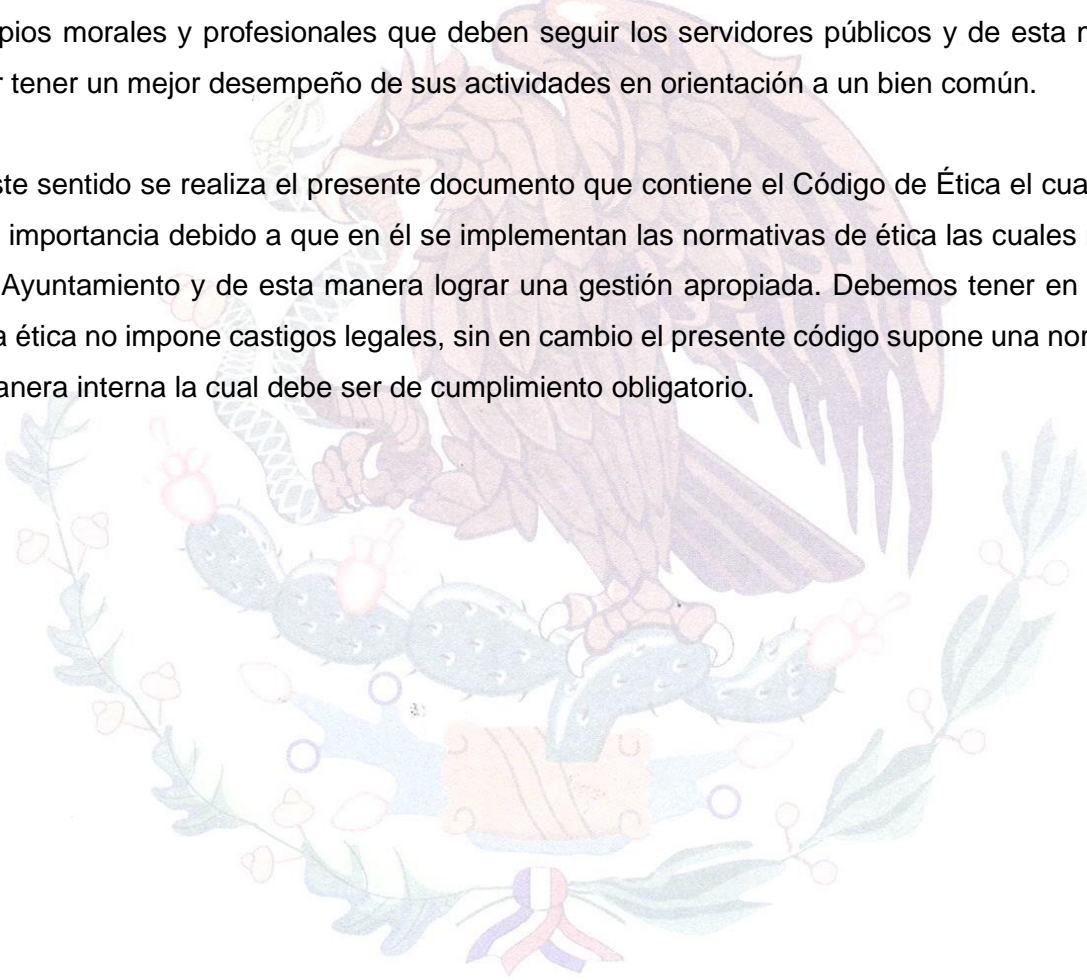 pios morales y profesionales que deben seguir los servidores públicos y de esta
r tener un mejor desempeño de sus actividades en orientación a un bien común.
ste sentido se realiza el presente documento que contiene el Código de Ética el cua
importancia debido a que en él se implementan las normativas de ética las cuales
Ayuntamiento y de esta manera lograr una gestión apropiada. Debemos tener en
a ética no impone castigos legales, sin en cambio el presente código supone una nor
anera interna la cual debe ser de cumplimiento obligatorio.